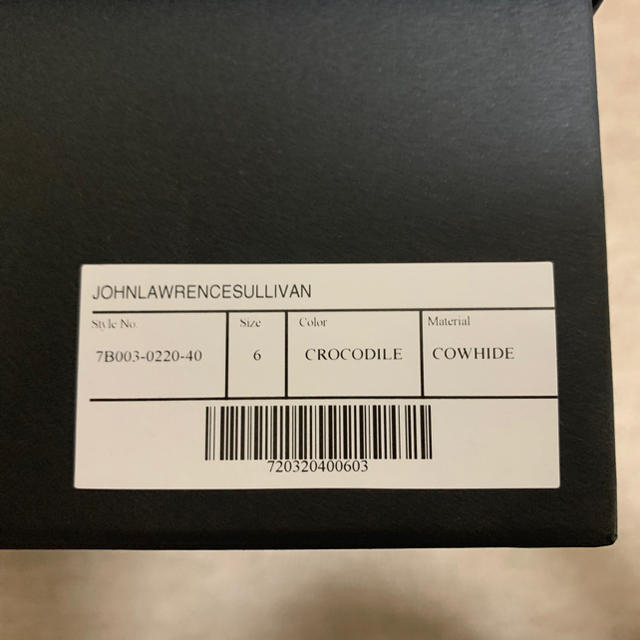 JOHNLAWRENCESULLIVAN
Style No. Size Color Material
7B003-0220-40 6 CROCODILE COWHIDE
720320400603